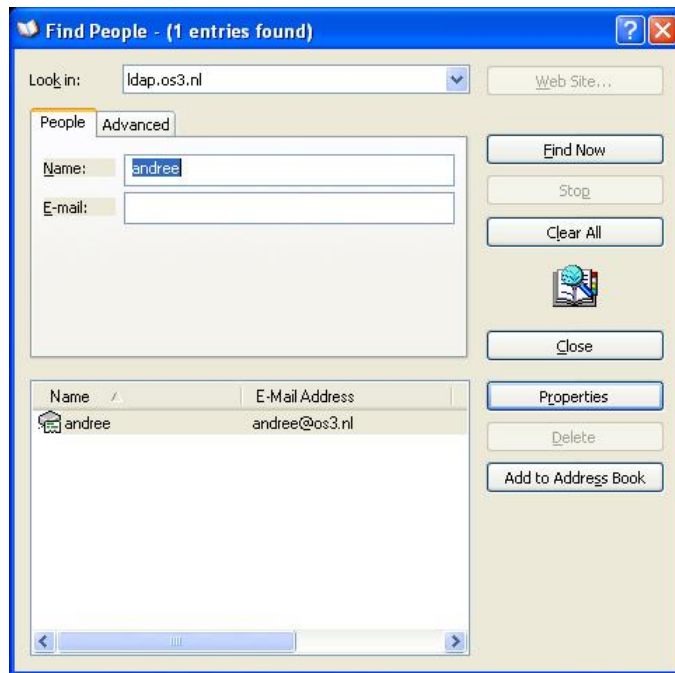 Find People - (1 entries found)
Look in: ldap.os3.nl
Web Site...
People Advanced
Name: andree
E-mail:
Find Now
Stop
Clear All
Close
Name E-Mail Address
andree andree@os3.nl
Properties
Delete
Add to Address Book